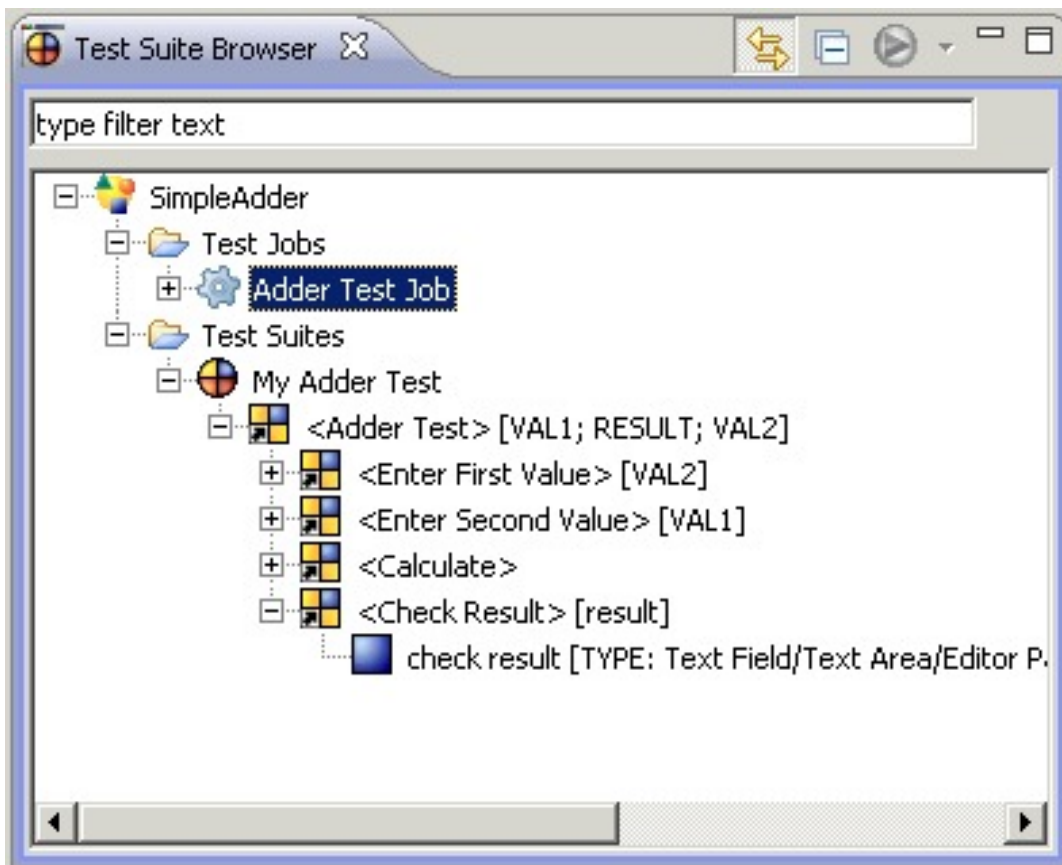 Test Suite Browser
type filter text
SimpleAdder
Test Jobs
Adder Test Job
Test Suites
My Adder Test
<Adder Test> [VAL1; RESULT; VAL2]
<Enter First Value> [VAL2]
<Enter Second Value> [VAL1]
<Calculate>
<Check Result> [result]
check result [TYPE: Text Field/Text Area/Editor P